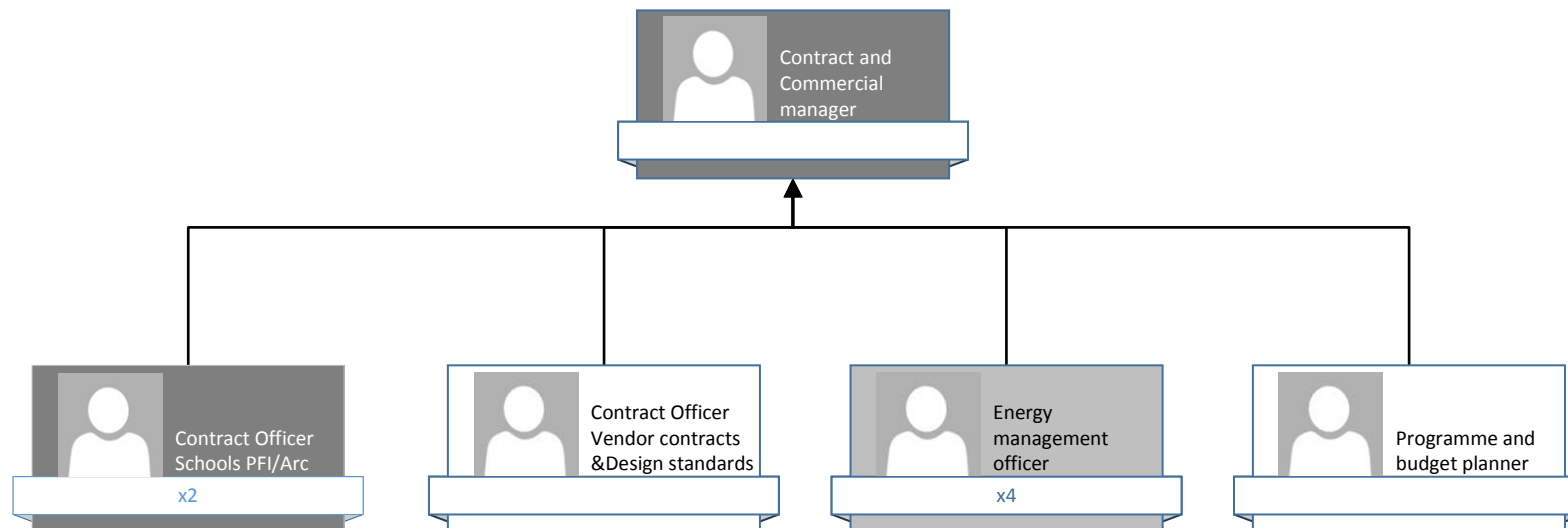 Contract and
Commercial
manager
Contract Officer
Schools PFI/Arc
x2
Contract Officer
Vendor contracts
&Design standards
Energy
management
officer
x4
Programme and
budget planner